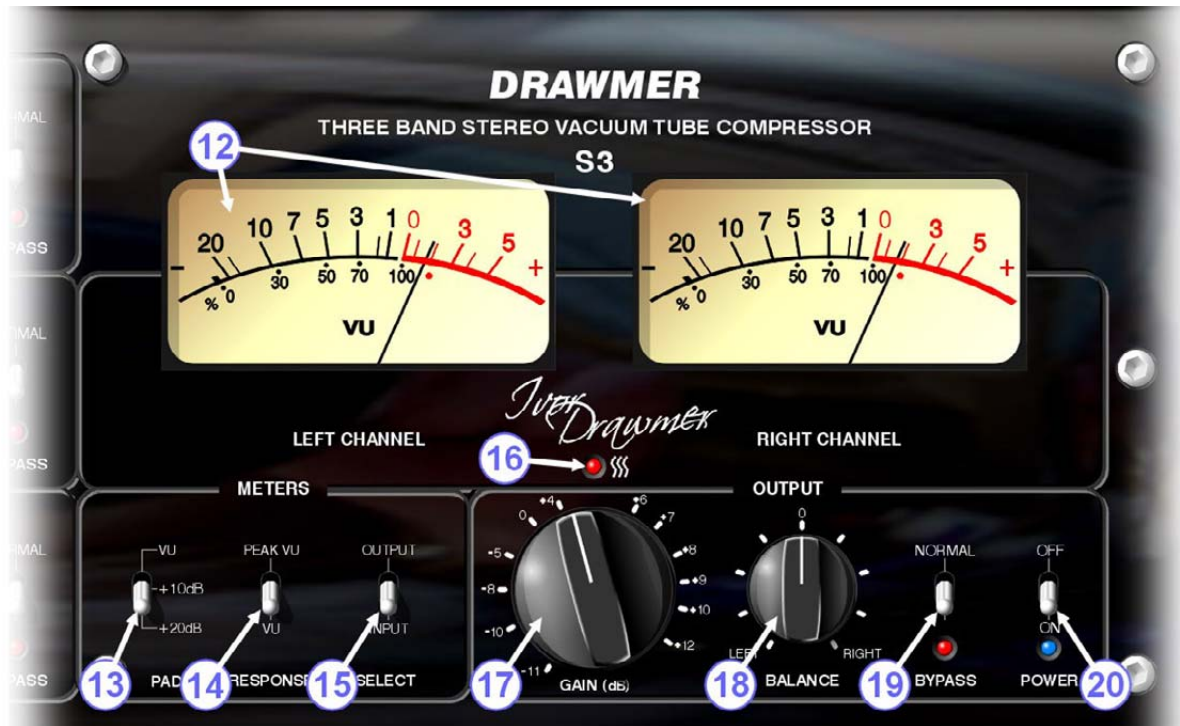 DRAWMER
THREE BAND STEREO VACUUM TUBE COMPRESSOR
S3
12
20 10 7 5 3 1 0 3 5
- +
% 0 30 50 70 100
VU
20 10 7 5 3 1 0 3 5
- +
% 0 30 50 70 100
VU
Ivor
Drawmer
LEFT CHANNEL
RIGHT CHANNEL
16
METERS
VU
+10dB
+20dB
13
PAD
PEAK VU
VU
14
RESPONSE
OUTPUT
INPUT
15
SELECT
OUTPUT
-11
-10
-8
-5
0
+4
+6
+7
+8
+9
+10
+12
17
GAIN (dB)
0
LEFT
RIGHT
18
BALANCE
NORMAL
19
BYPASS
OFF
ON
POWER
20